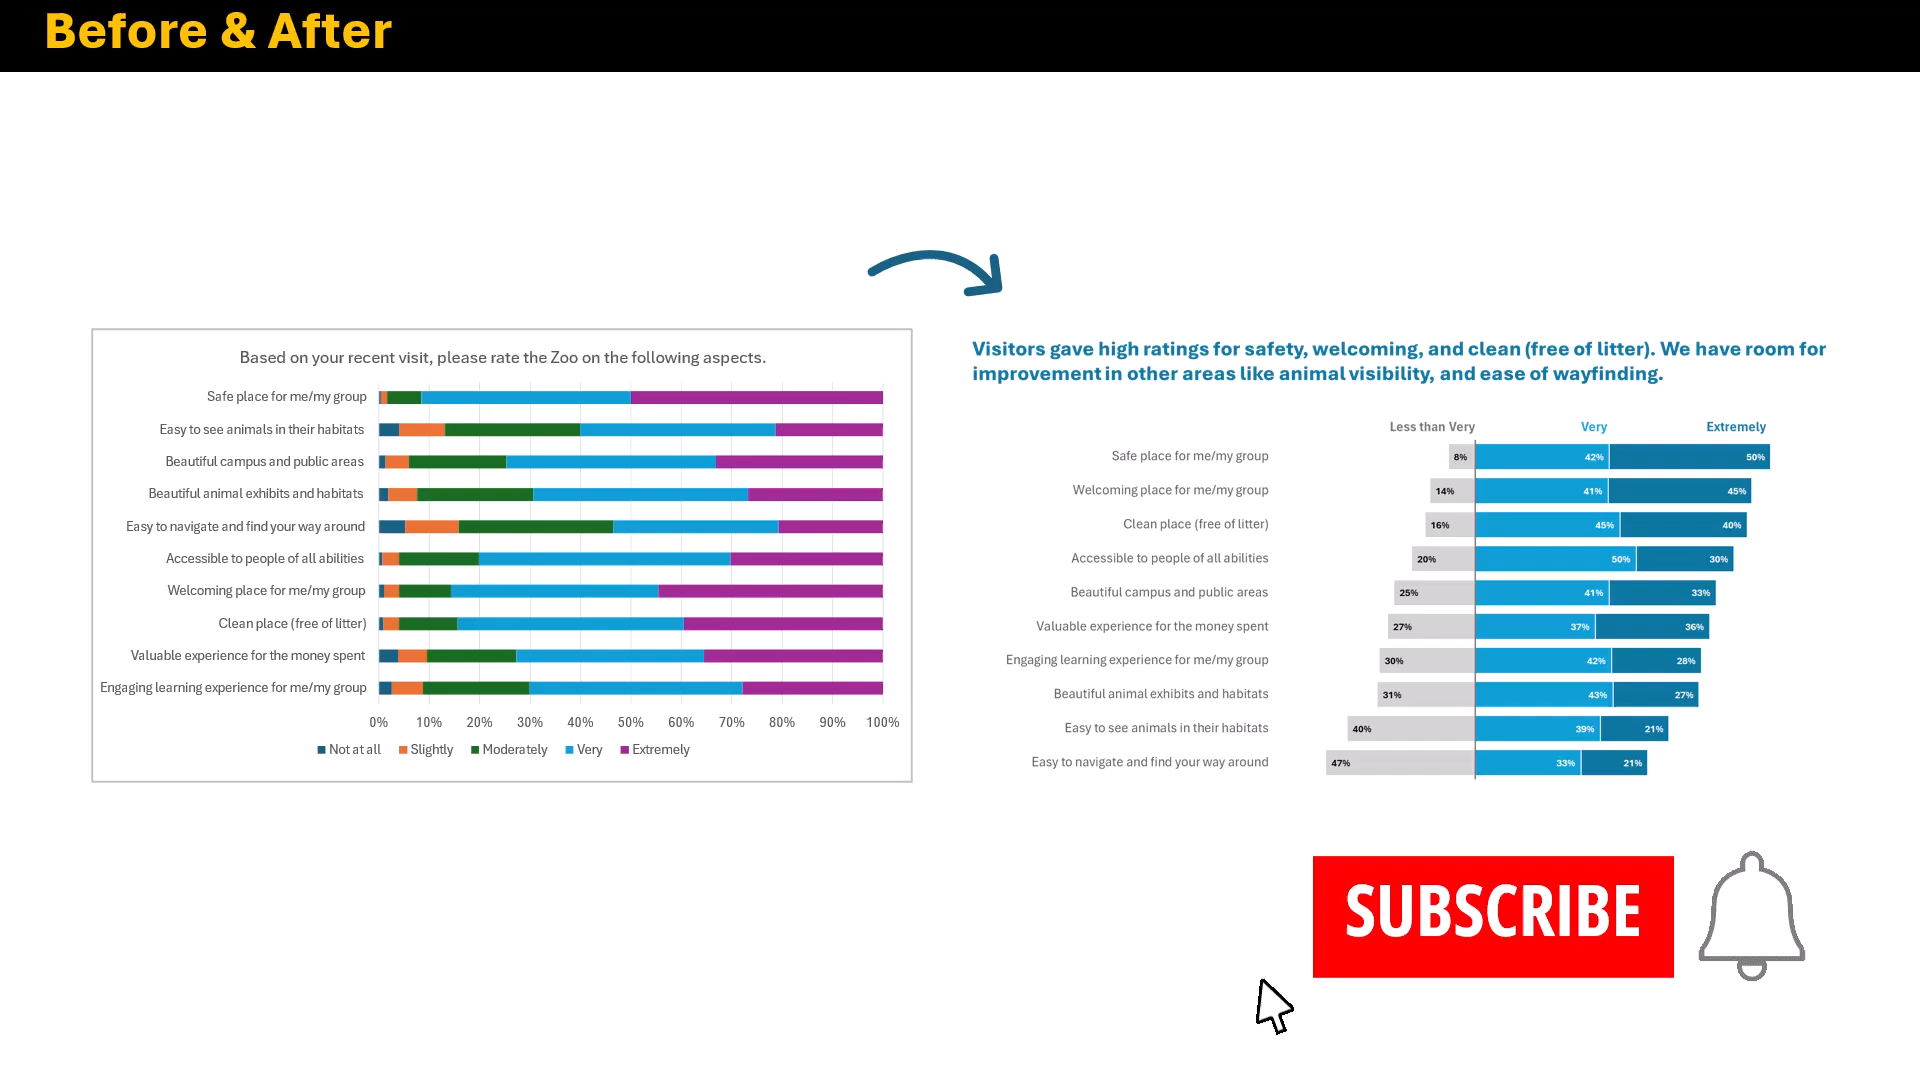 Before & After
Based on your recent visit, please rate the Zoo on the following aspects.
Safe place for me/my group
Easy to see animals in their habitats
Beautiful campus and public areas
Beautiful animal exhibits and habitats
Easy to navigate and find your way around
Accessible to people of all abilities
Welcoming place for me/my group
Clean place (free of litter)
Valuable experience for the money spent
Engaging learning experience for me/my group
0% 10% 20% 30% 40% 50% 60% 70% 80% 90% 100%
Not at all Slightly Moderately Very Extremely
Visitors gave high ratings for safety, welcoming, and clean (free of litter). We have room for
improvement in other areas like animal visibility, and ease of wayfinding.
Less than Very Very Extremely
Safe place for me/my group 8% 42% 50%
Welcoming place for me/my group 14% 41% 45%
Clean place (free of litter) 16% 45% 40%
Accessible to people of all abilities 20% 50% 30%
Beautiful campus and public areas 25% 41% 33%
Valuable experience for the money spent 27% 37% 36%
Engaging learning experience for me/my group 30% 42% 28%
Beautiful animal exhibits and habitats 31% 43% 27%
Easy to see animals in their habitats 40% 39% 21%
Easy to navigate and find your way around 47% 33% 21%
SUBSCRIBE